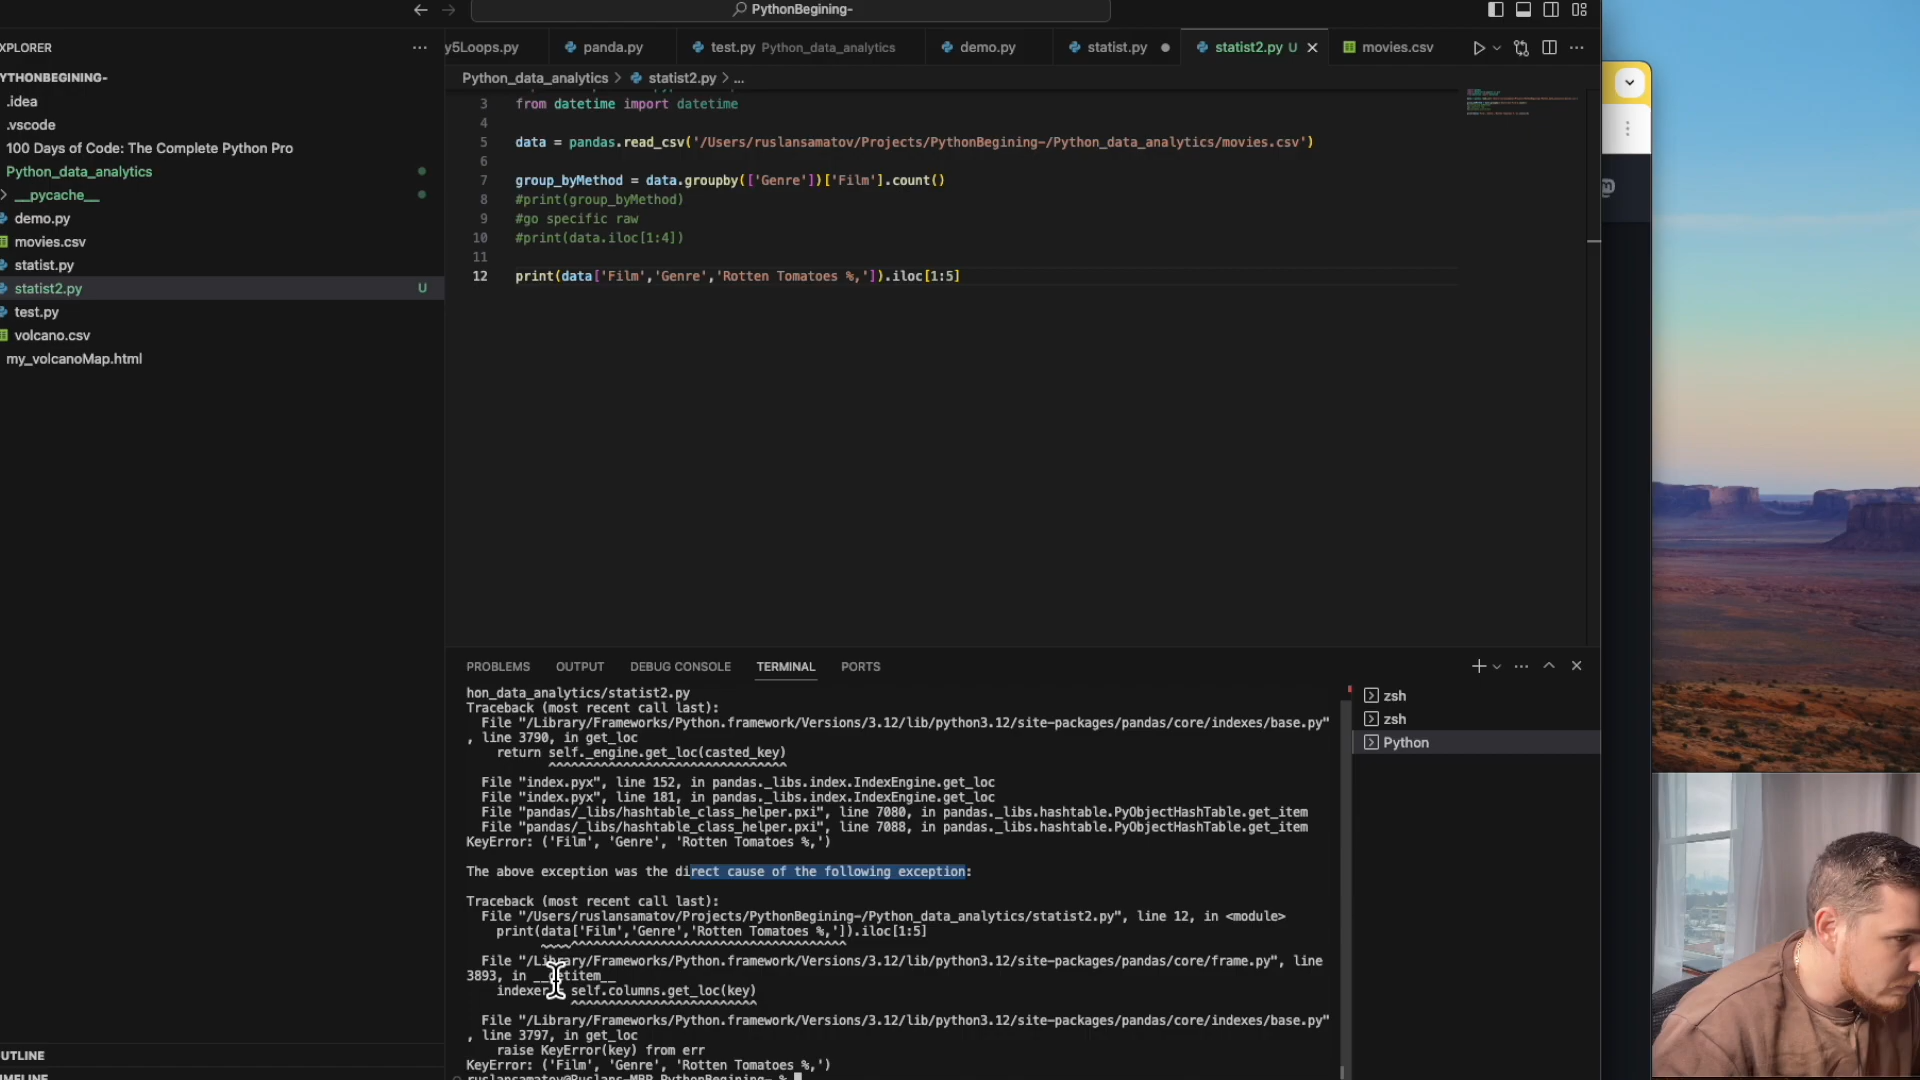 PythonBegining-
XPLORER
y5Loops.py
panda.py
test.py Python_data_analytics
demo.py
statist.py
statist2.py U
movies.csv
YTHONBEGINING-
Python_data_analytics > statist2.py > ...
.idea
.vscode
100 Days of Code: The Complete Python Pro
Python_data_analytics
__pycache__
demo.py
movies.csv
statist.py
statist2.py U
test.py
volcano.csv
my_volcanoMap.html
3 from datetime import datetime
4
5 data = pandas.read_csv('/Users/ruslansamatov/Projects/PythonBegining-/Python_data_analytics/movies.csv')
6
7 group_byMethod = data.groupby(['Genre'])['Film'].count()
8 #print(group_byMethod)
9 #go specific raw
10 #print(data.iloc[1:4])
11
12 print(data['Film','Genre','Rotten Tomatoes %,']).iloc[1:5]
PROBLEMS OUTPUT DEBUG CONSOLE TERMINAL PORTS
hon_data_analytics/statist2.py
Traceback (most recent call last):
File "/Library/Frameworks/Python.framework/Versions/3.12/lib/python3.12/site-packages/pandas/core/indexes/base.py"
, line 3790, in get_loc
return self._engine.get_loc(casted_key)
^^^^^^^^^^^^^^^^^^^^^^^^^^^^^^^^
File "index.pyx", line 152, in pandas._libs.index.IndexEngine.get_loc
File "index.pyx", line 181, in pandas._libs.index.IndexEngine.get_loc
File "pandas/_libs/hashtable_class_helper.pxi", line 7080, in pandas._libs.hashtable.PyObjectHashTable.get_item
File "pandas/_libs/hashtable_class_helper.pxi", line 7088, in pandas._libs.hashtable.PyObjectHashTable.get_item
KeyError: ('Film', 'Genre', 'Rotten Tomatoes %,')
The above exception was the direct cause of the following exception:
Traceback (most recent call last):
File "/Users/ruslansamatov/Projects/PythonBegining-/Python_data_analytics/statist2.py", line 12, in <module>
print(data['Film','Genre','Rotten Tomatoes %,']).iloc[1:5]
~~~~^^^^^^^^^^^^^^^^^^^^^^^^^^^^^^^^^^^^^
File "/Library/Frameworks/Python.framework/Versions/3.12/lib/python3.12/site-packages/pandas/core/frame.py", line
3893, in __getitem__
indexer = self.columns.get_loc(key)
^^^^^^^^^^^^^^^^^^^^^^^^^
File "/Library/Frameworks/Python.framework/Versions/3.12/lib/python3.12/site-packages/pandas/core/indexes/base.py"
, line 3797, in get_loc
raise KeyError(key) from err
KeyError: ('Film', 'Genre', 'Rotten Tomatoes %,')
ruslansamatov@Ruslans-MBP PythonBegining- %
zsh
zsh
Python
UTLINE
IMELINE